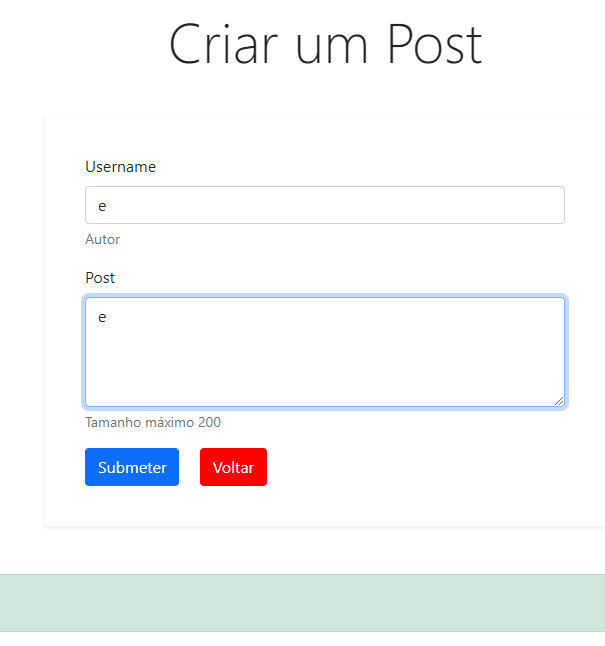 Criar um Post
Username
e
Autor
Post
e
Tamanho máximo 200
Submeter Voltar